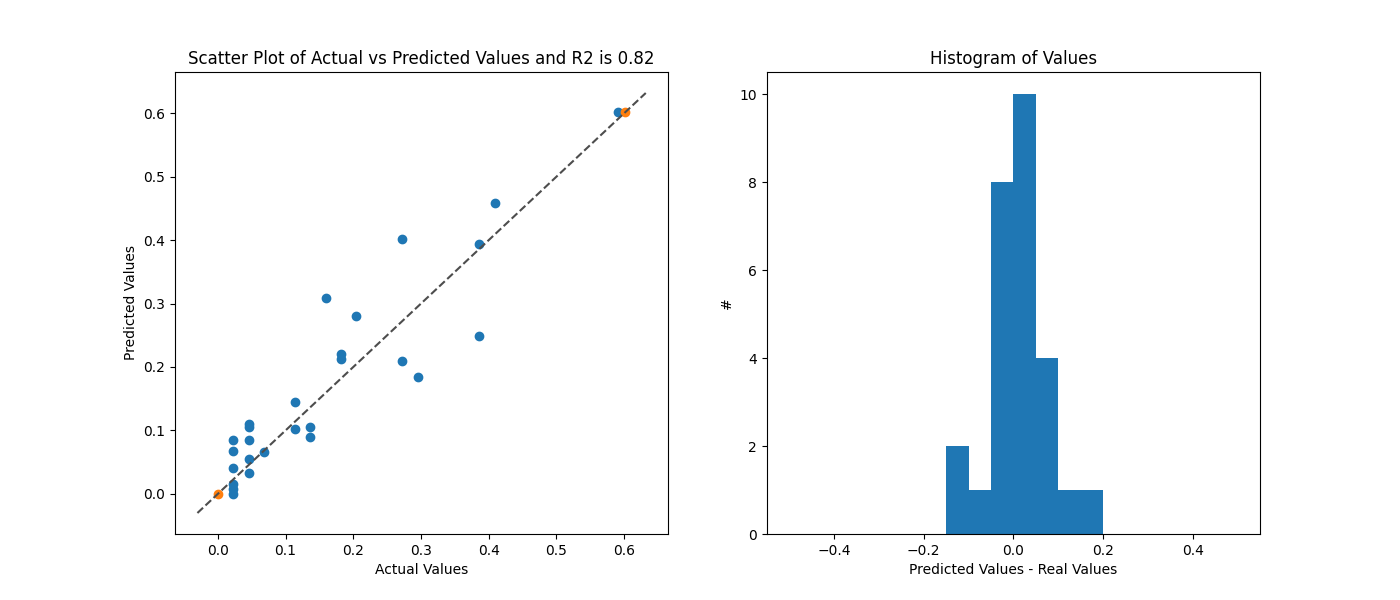 Scatter Plot of Actual vs Predicted Values and R2 is 0.82
0.6
0.5
0.4
0.3
0.2
0.1
0.0
Predicted Values
0.0 0.1 0.2 0.3 0.4 0.5 0.6
Actual Values
Histogram of Values
10
8
6
4
2
0
#
−0.4 −0.2 0.0 0.2 0.4
Predicted Values - Real Values